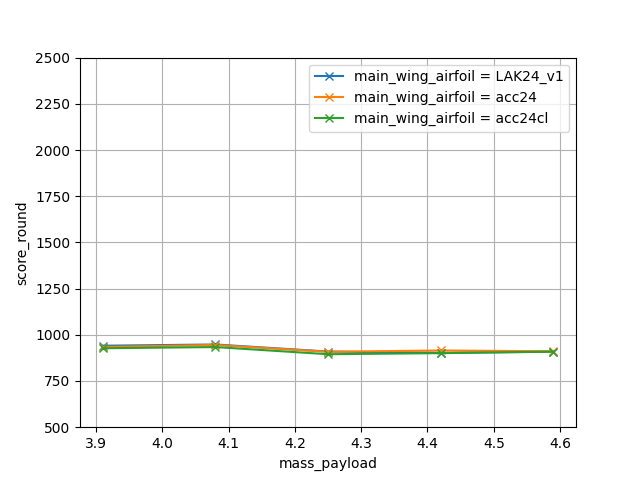 2500
2250
2000
1750
1500
1250
1000
750
500
score_round
main_wing_airfoil = LAK24_v1
main_wing_airfoil = acc24
main_wing_airfoil = acc24cl
3.9 4.0 4.1 4.2 4.3 4.4 4.5 4.6
mass_payload